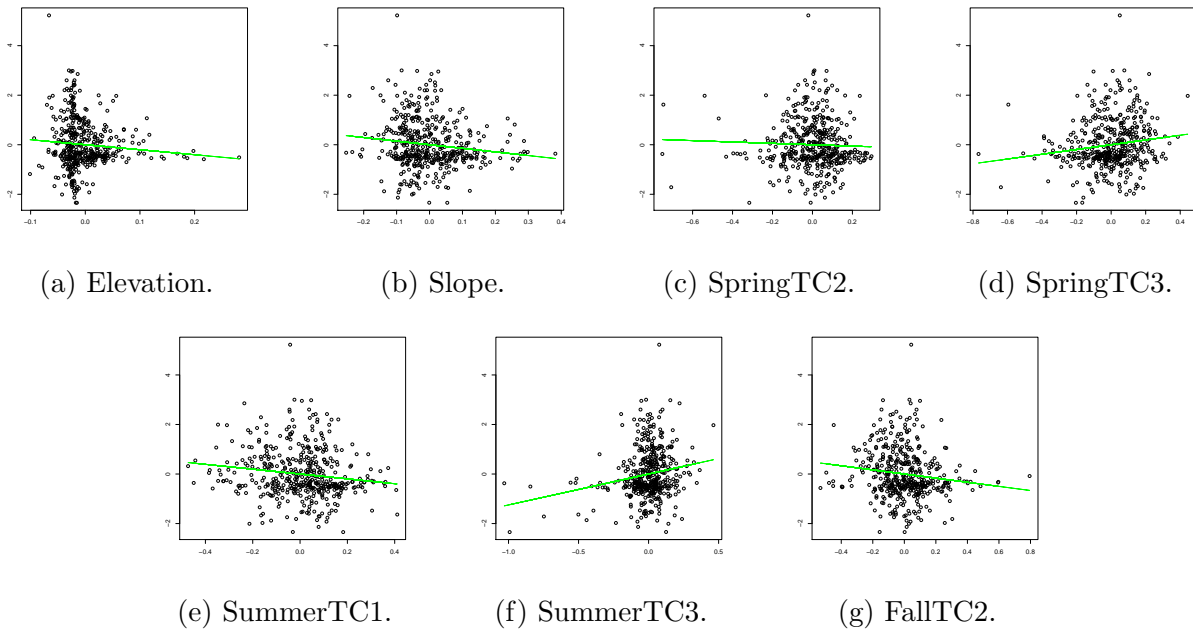 4
2
0
−2
−0.1 0.0 0.1 0.2
4
2
0
−2
−0.2 −0.1 0.0 0.1 0.2 0.3 0.4
4
2
0
−2
−0.6 −0.4 −0.2 0.0 0.2
4
2
0
−2
−0.8 −0.6 −0.4 −0.2 0.0 0.2 0.4
(a) Elevation.
(b) Slope.
(c) SpringTC2.
(d) SpringTC3.
4
2
0
−2
−0.4 −0.2 0.0 0.2 0.4
4
2
0
−2
−1.0 −0.5 0.0 0.5
4
2
0
−2
−0.4 −0.2 0.0 0.2 0.4 0.6 0.8
(e) SummerTC1.
(f) SummerTC3.
(g) FallTC2.